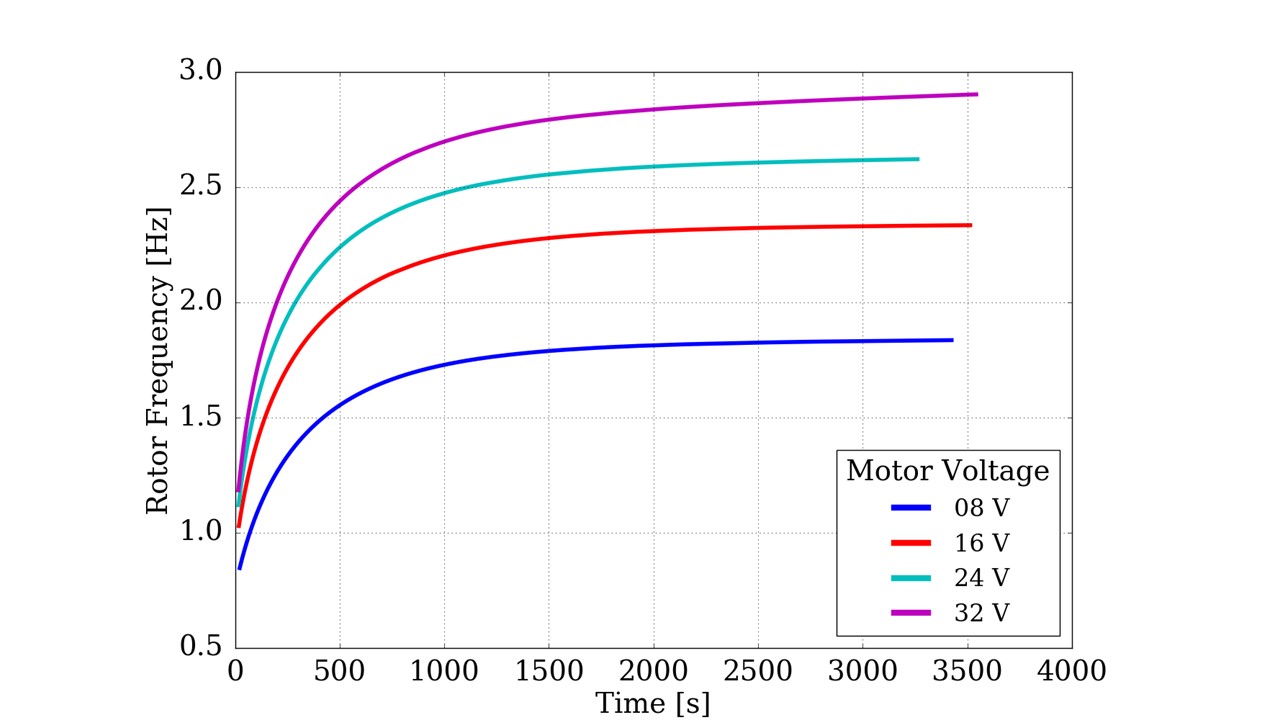 3.0
2.5
2.0
1.5
1.0
0.5
Rotor Frequency [Hz]
Motor Voltage
08 V
16 V
24 V
32 V
0 500 1000 1500 2000 2500 3000 3500 4000
Time [s]